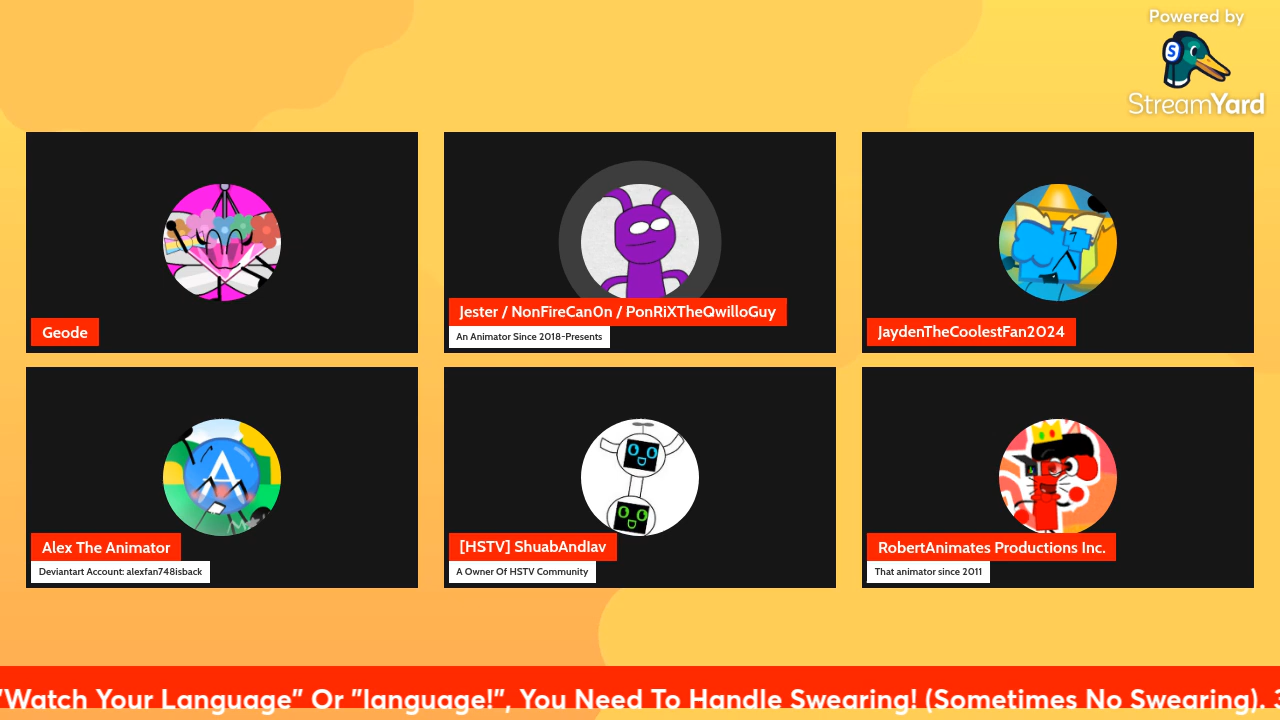 Powered by
S
StreamYard
Geode
Jester / NonFireCan0n / PonRiXTheQwilloGuy
An Animator Since 2018-Presents
JaydenTheCoolestFan2024
A
Alex The Animator
Deviantart Account: alexfan748isback
[HSTV] ShuabAndIav
A Owner Of HSTV Community
RobertAnimates Productions Inc.
That animator since 2011
"Watch Your Language" Or "language!", You Need To Handle Swearing! (Sometimes No Swearing). 3